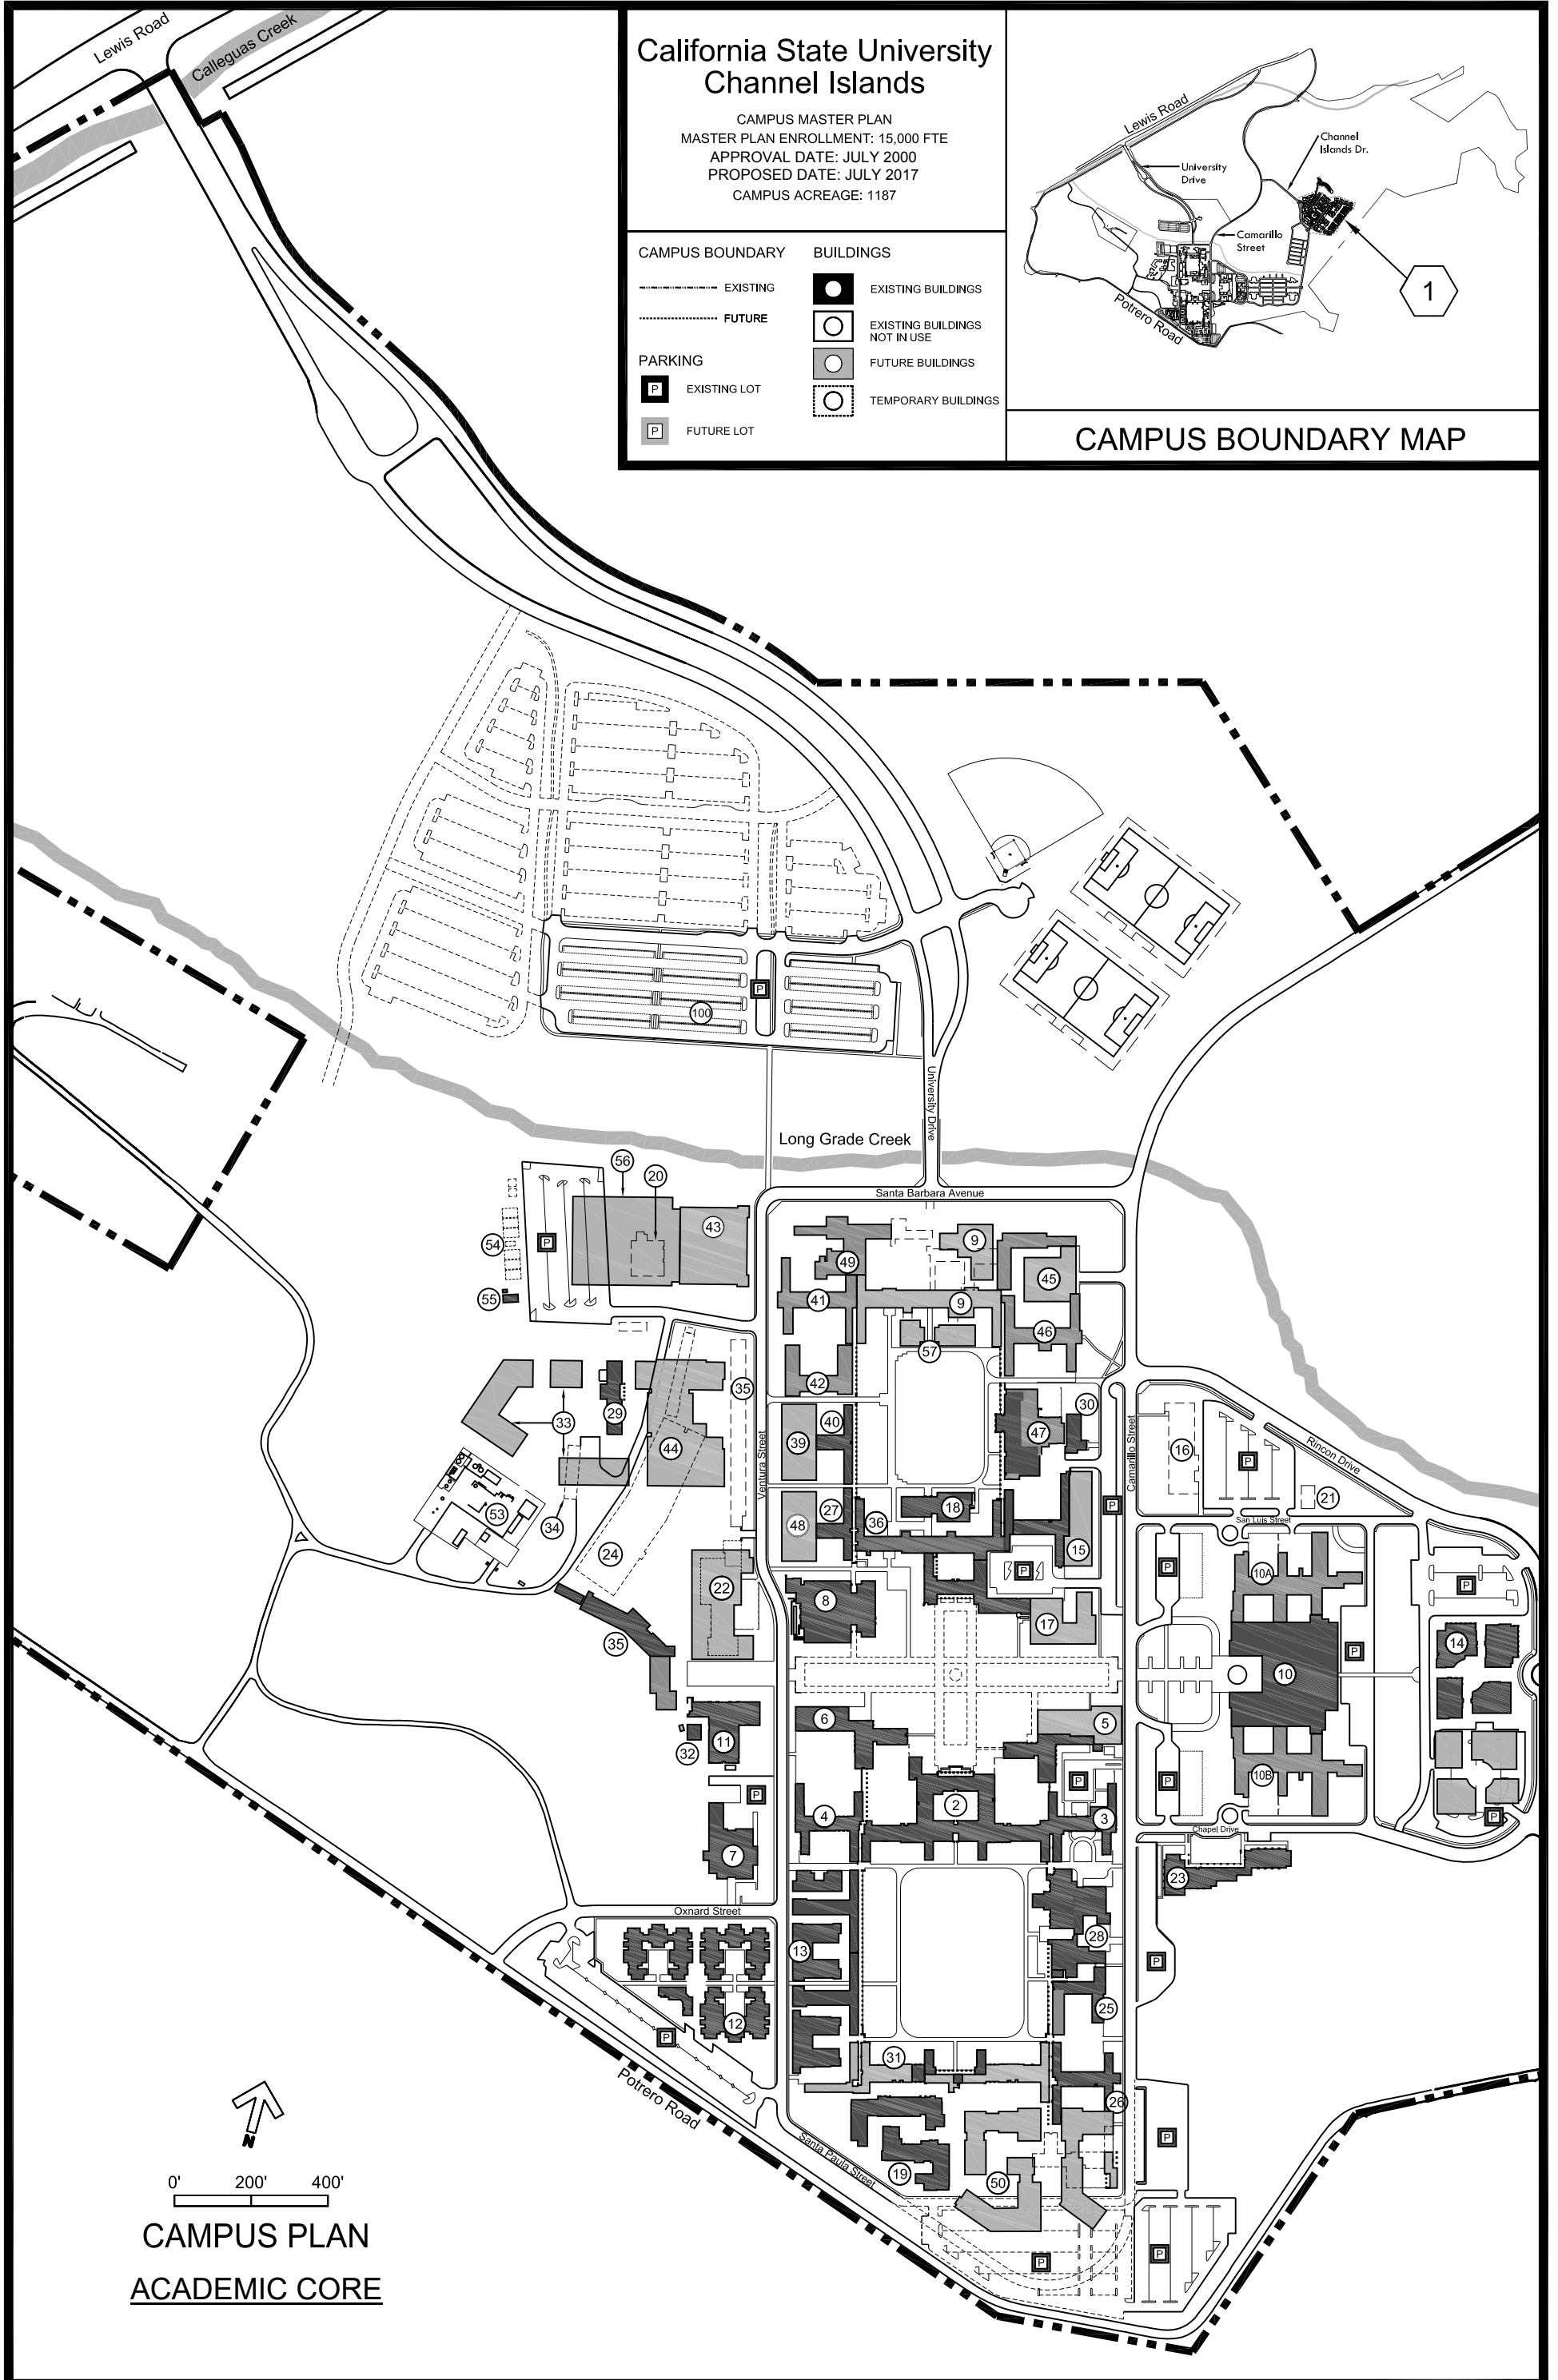 California State University
Channel Islands
CAMPUS MASTER PLAN
MASTER PLAN ENROLLMENT: 15,000 FTE
APPROVAL DATE: JULY 2000
PROPOSED DATE: JULY 2017
CAMPUS ACREAGE: 1187
CAMPUS BOUNDARY
EXISTING
FUTURE
PARKING
P
EXISTING LOT
P
FUTURE LOT
BUILDINGS
EXISTING BUILDINGS
EXISTING BUILDINGS
NOT IN USE
FUTURE BUILDINGS
TEMPORARY BUILDINGS
Lewis Road
University
Drive
Channel
Islands Dr.
Camarillo
Street
Potrero Road
1
CAMPUS BOUNDARY MAP
Lewis Road
Calleguas Creek
P
100
University Drive
Long Grade Creek
Santa Barbara Avenue
56
20
43
54
P
55
49
9
45
41
9
46
57
42
35
33
29
44
40
39
30
47
Ventura Street
Camarillo Street
16
P
Rincon Drive
21
San Luis Street
53
34
24
48
27
36
18
15
P
P
22
8
17
P
10A
P
35
10
P
14
6
5
11
32
P
2
4
3
P
P
10B
P
7
Chapel Drive
23
Oxnard Street
13
28
P
12
25
P
31
26
P
Potrero Road
Santa Paula Street
19
50
P
P
N
0'
200'
400'
CAMPUS PLAN
ACADEMIC CORE